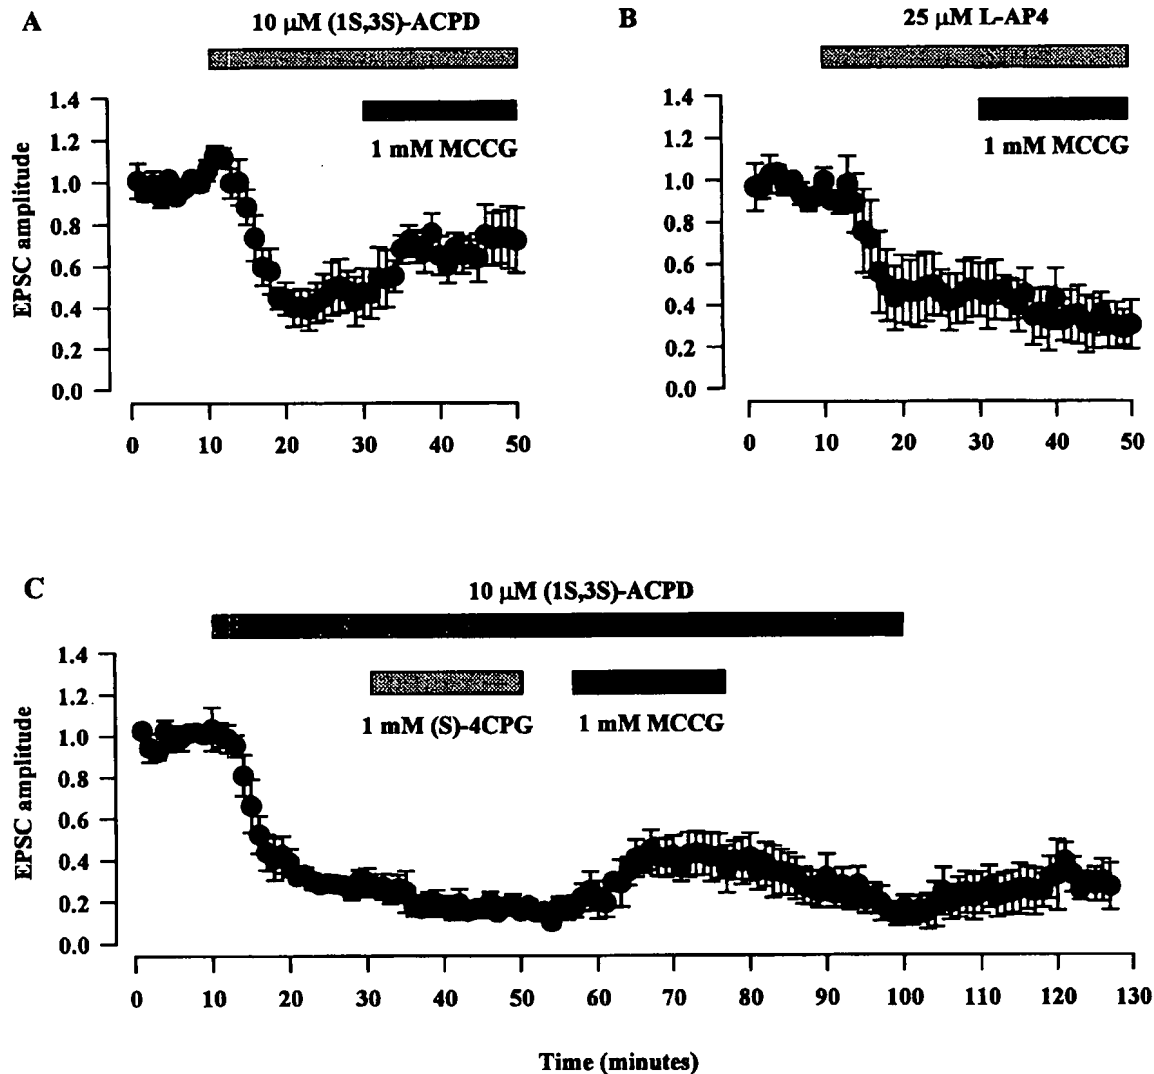 A
10 µM (1S,3S)-ACPD
1 mM MCCG
EPSC amplitude
1.4
1.2
1.0
0.8
0.6
0.4
0.2
0.0
0 10 20 30 40 50
B
25 µM L-AP4
1 mM MCCG
1.4
1.2
1.0
0.8
0.6
0.4
0.2
0.0
0 10 20 30 40 50
C
10 µM (1S,3S)-ACPD
1 mM (S)-4CPG 1 mM MCCG
EPSC amplitude
1.4
1.2
1.0
0.8
0.6
0.4
0.2
0.0
0 10 20 30 40 50 60 70 80 90 100 110 120 130
Time (minutes)